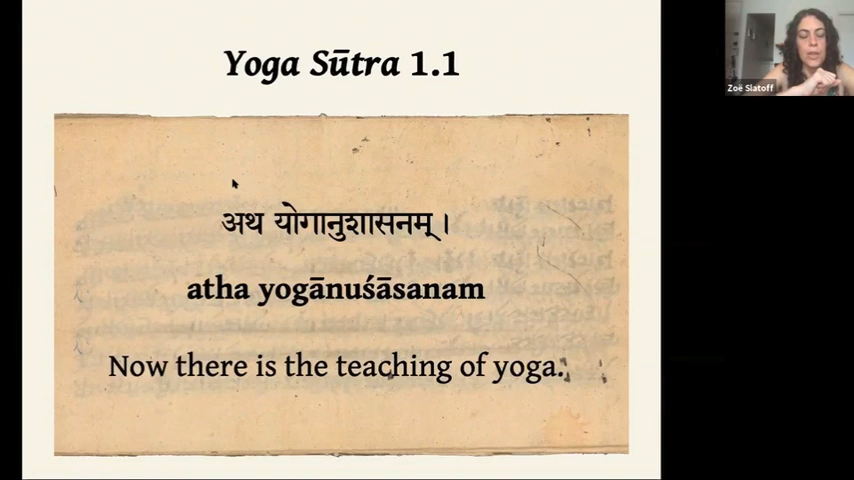 Yoga Sūtra 1.1
अथ योगानुशासनम् ।
atha yogānuśāsanam
Now there is the teaching of yoga.
Zoë Slatoff